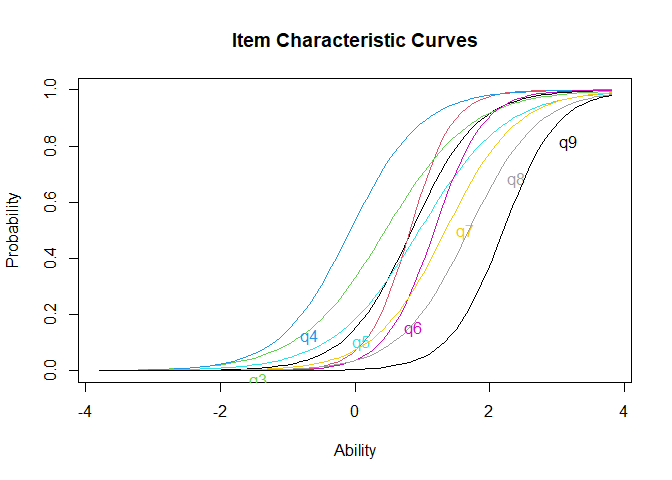 Item Characteristic Curves
1.0
0.8
0.6
0.4
0.2
0.0
Probability
q9
q8
q7
q6
q5
q4
q3
-4
-2
0
2
4
Ability